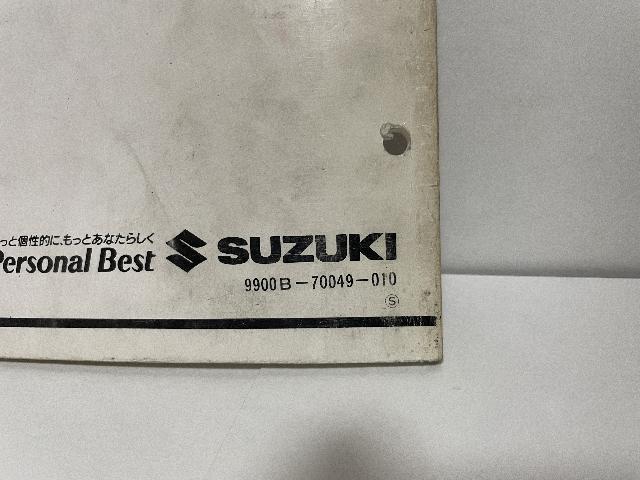 っと個性的に、もっとあなたらしく
Personal Best SUZUKI
9900B-70049-010
S